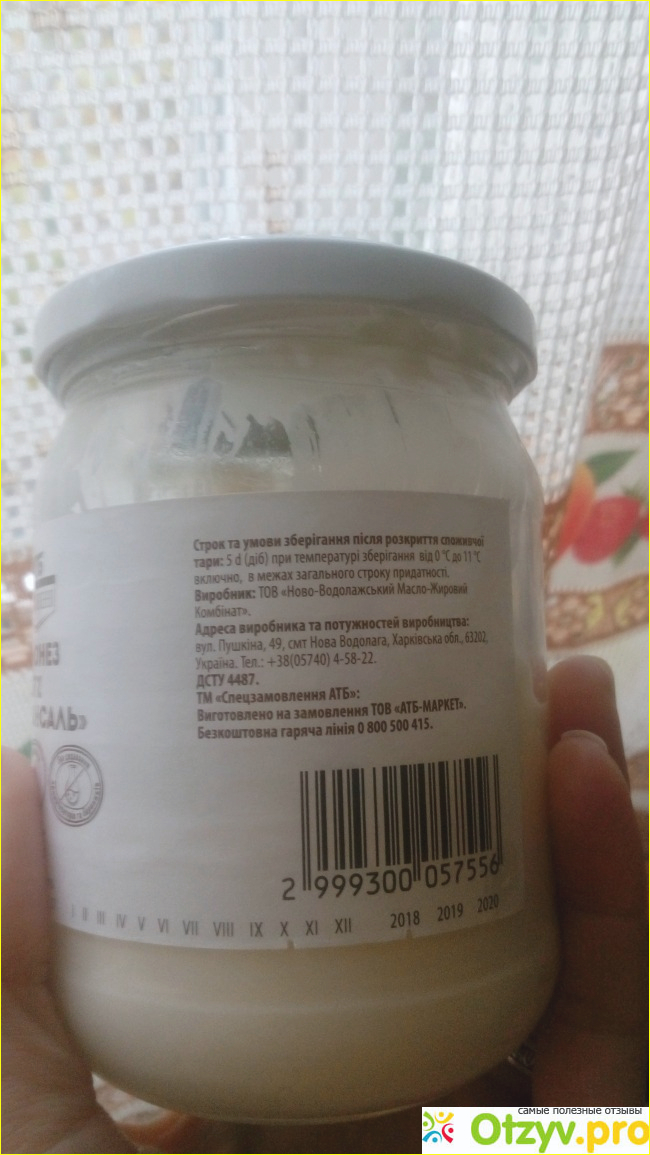 Строк та умови зберігання після розкриття споживчої
тари: 5 d (діб) при температурі зберігання від 0 °C до 11 °C
включно, в межах загального строку придатності.
Виробник: ТОВ «Ново-Водолажський Масло-Жировий
Комбінат».
Адреса виробника та потужностей виробництва:
вул. Пушкіна, 49, смт Нова Водолага, Харківська обл., 63202,
Україна. Тел.: +38(05740) 4-58-22.
ДСТУ 4487.
ТМ «Спецзамовлення АТБ»:
Виготовлено на замовлення ТОВ «АТБ-МАРКЕТ».
Безкоштовна гаряча лінія 0 800 500 415.
ОНЕЗ
НСАЛЬ»
2 999300 057556
I II III IV V VI VII VIII IX X XI XII 2018 2019 2020
самые полезные отзывы
Otzyv.pro